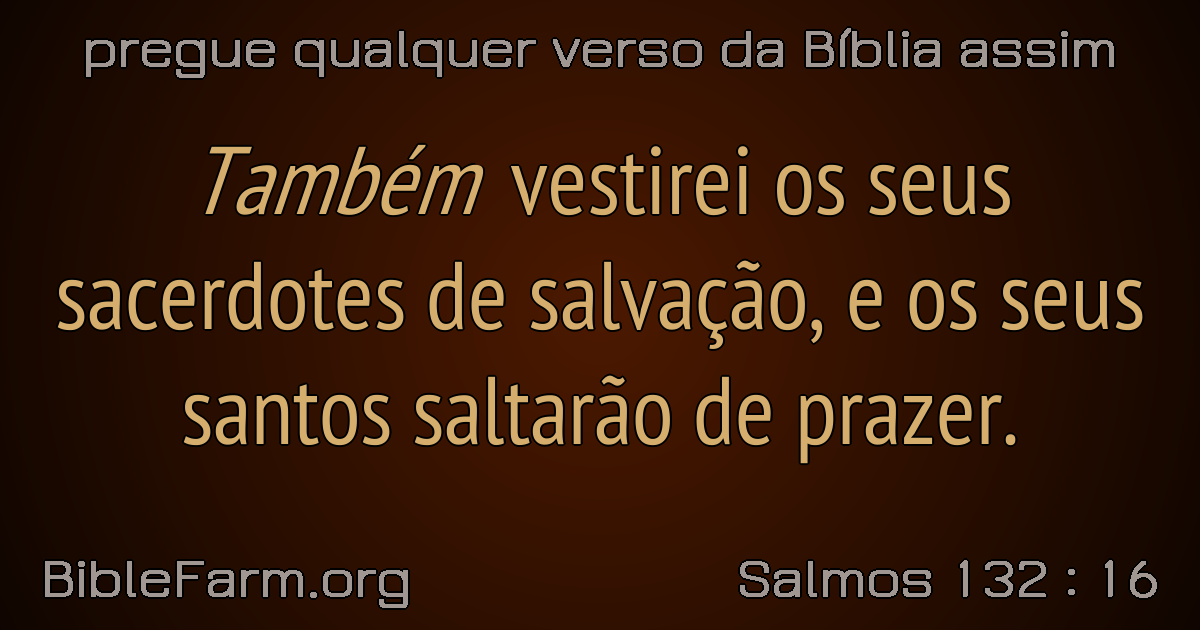 pregue qualquer verso da Bíblia assim
Também vestirei os seus
sacerdotes de salvação, e os seus
santos saltarão de prazer.
BibleFarm.org
Salmos 132 : 16